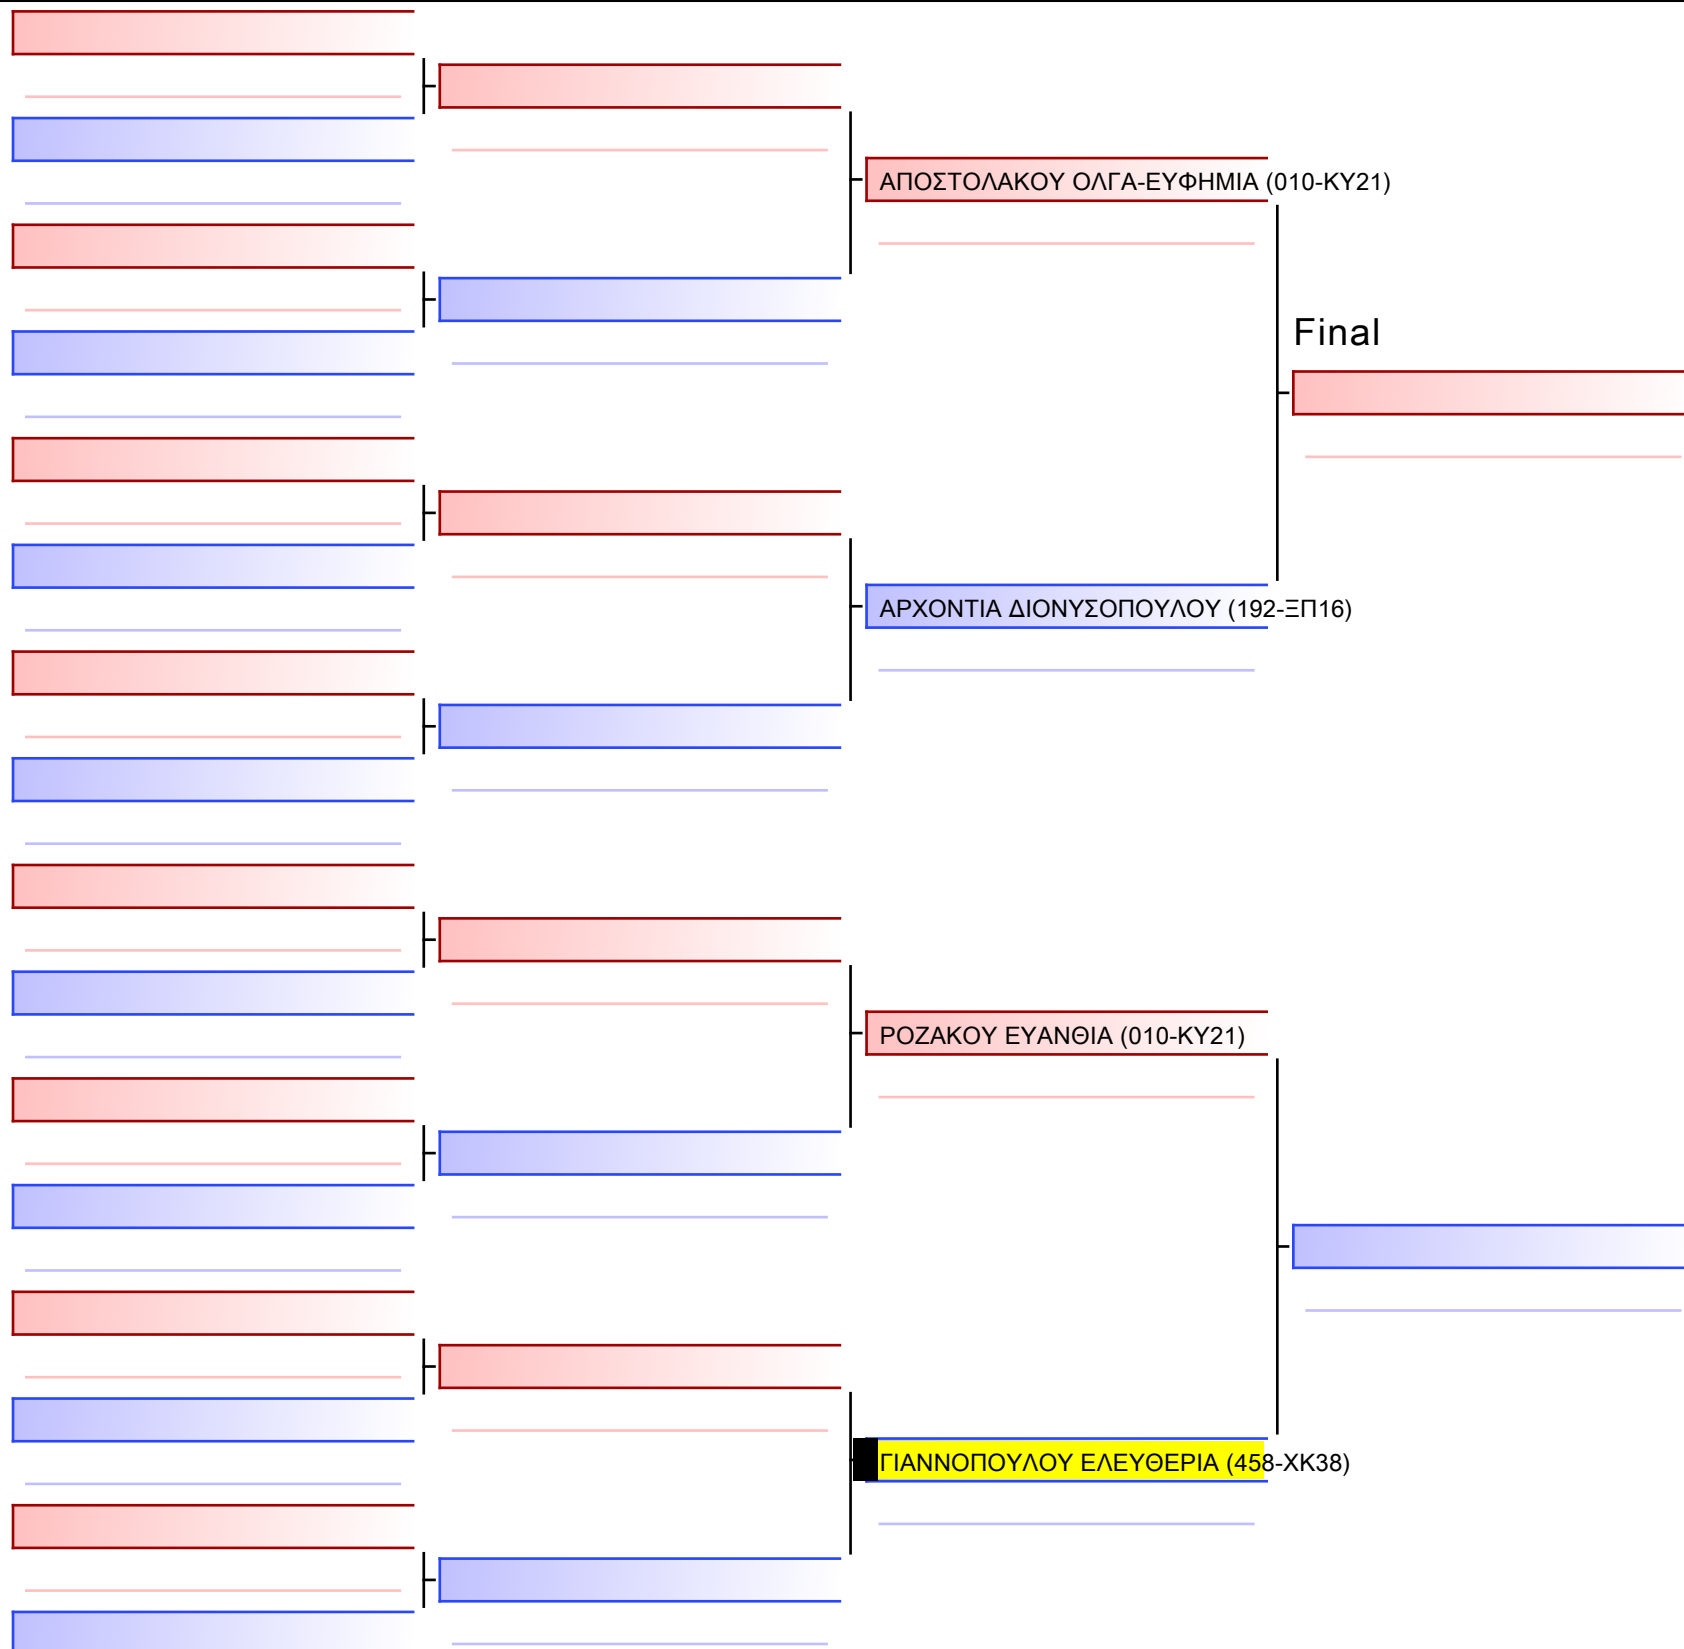 ΑΠΟΣΤΟΛΑΚΟΥ ΟΛΓΑ-ΕΥΦΗΜΙΑ (010-ΚΥ21)
Final
ΑΡΧΟΝΤΙΑ ΔΙΟΝΥΣΟΠΟΥΛΟΥ (192-ΞΠ16)
ΡΟΖΑΚΟΥ ΕΥΑΝΘΙΑ (010-ΚΥ21)
ΓΙΑΝΝΟΠΟΥΛΟΥ ΕΛΕΥΘΕΡΙΑ (458-ΧΚ38)